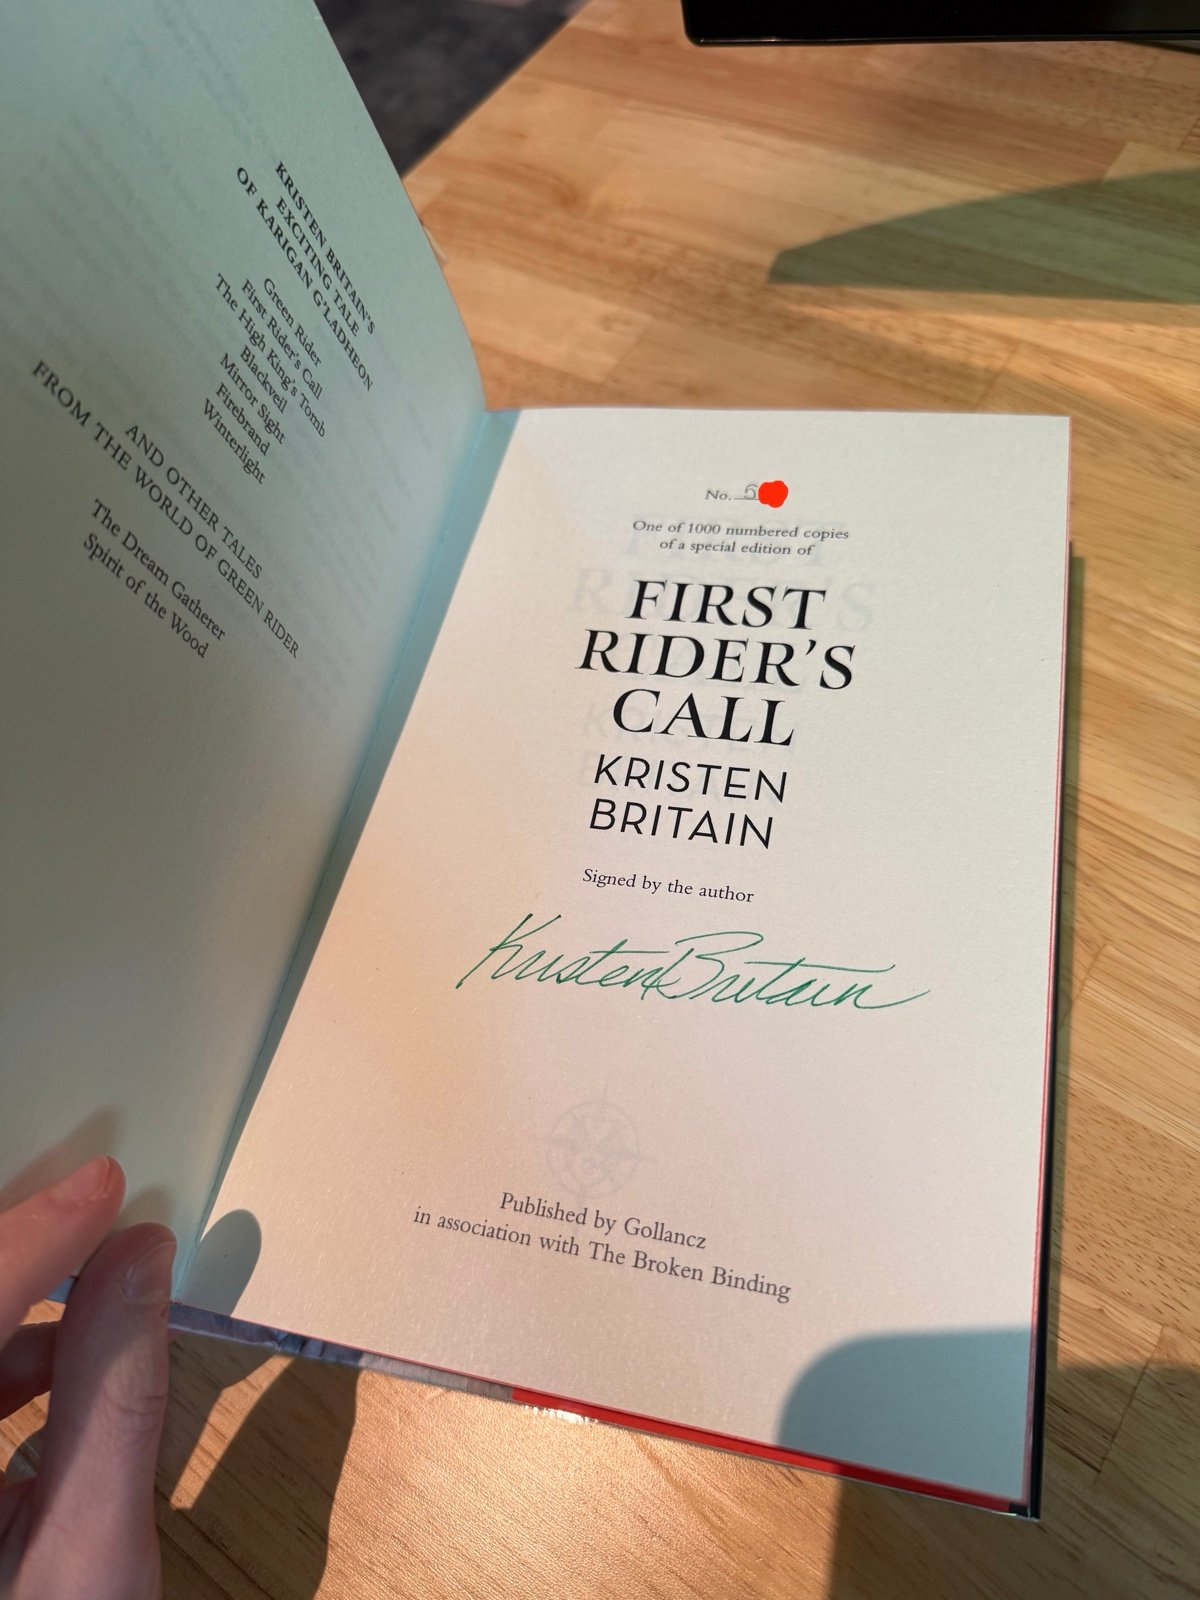 KRISTEN BRITAIN'S
EXCITING TALE
OF KARIGAN G'LADHEON
Green Rider
First Rider's Call
The High King's Tomb
Blackveil
Mirror Sight
Firebrand
Winterlight
AND OTHER TALES
FROM THE WORLD OF GREEN RIDER
The Dream Gatherer
Spirit of the Wood
No. 5
One of 1000 numbered copies
of a special edition of
FIRST
RIDER'S
CALL
KRISTEN
BRITAIN
Signed by the author
Kristen Britain
Published by Gollancz
in association with The Broken Binding